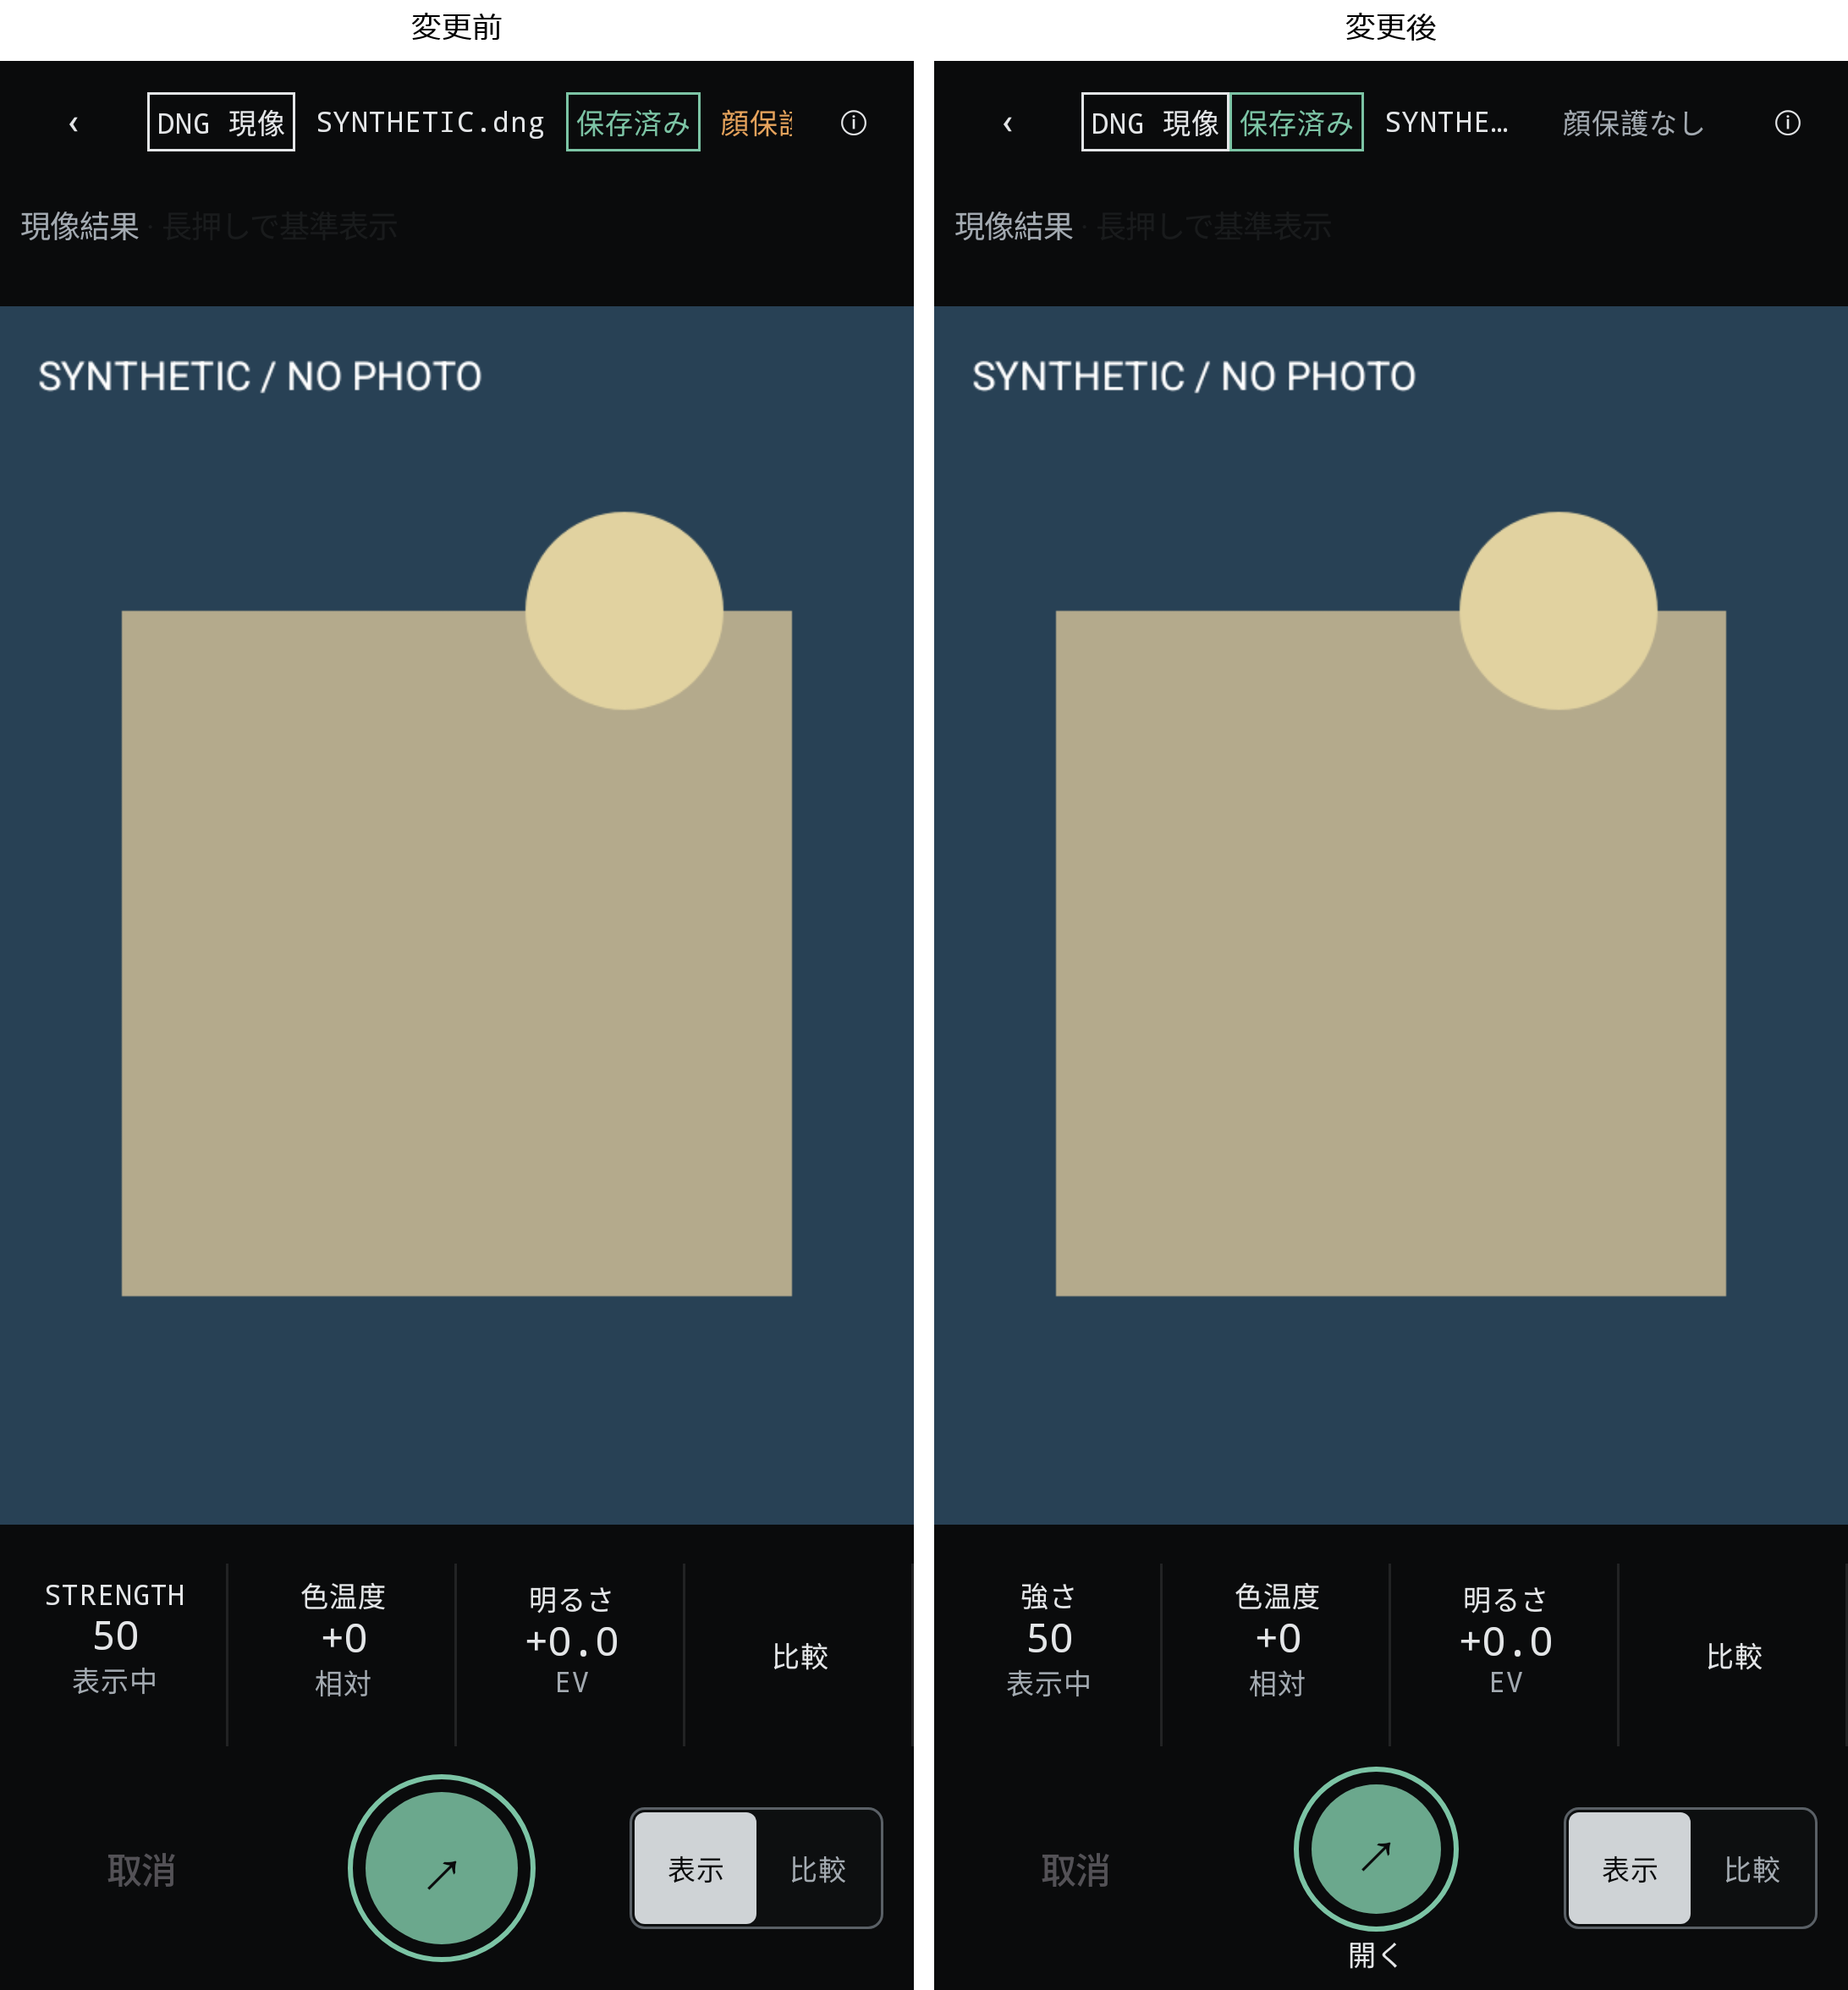 変更前
‹ DNG 現像 SYNTHETIC.dng 保存済み 顔保 ⓘ
現像結果 · 長押しで基準表示
SYNTHETIC / NO PHOTO
STRENGTH 色温度 明るさ 比較
50 +0 +0.0
表示中 相対 EV
取消 ↗ 表示 比較
変更後
‹ DNG 現像 保存済み SYNTHE… 顔保護なし ⓘ
現像結果 · 長押しで基準表示
SYNTHETIC / NO PHOTO
強さ 色温度 明るさ 比較
50 +0 +0.0
表示中 相対 EV
取消 ↗ 表示 比較
開く